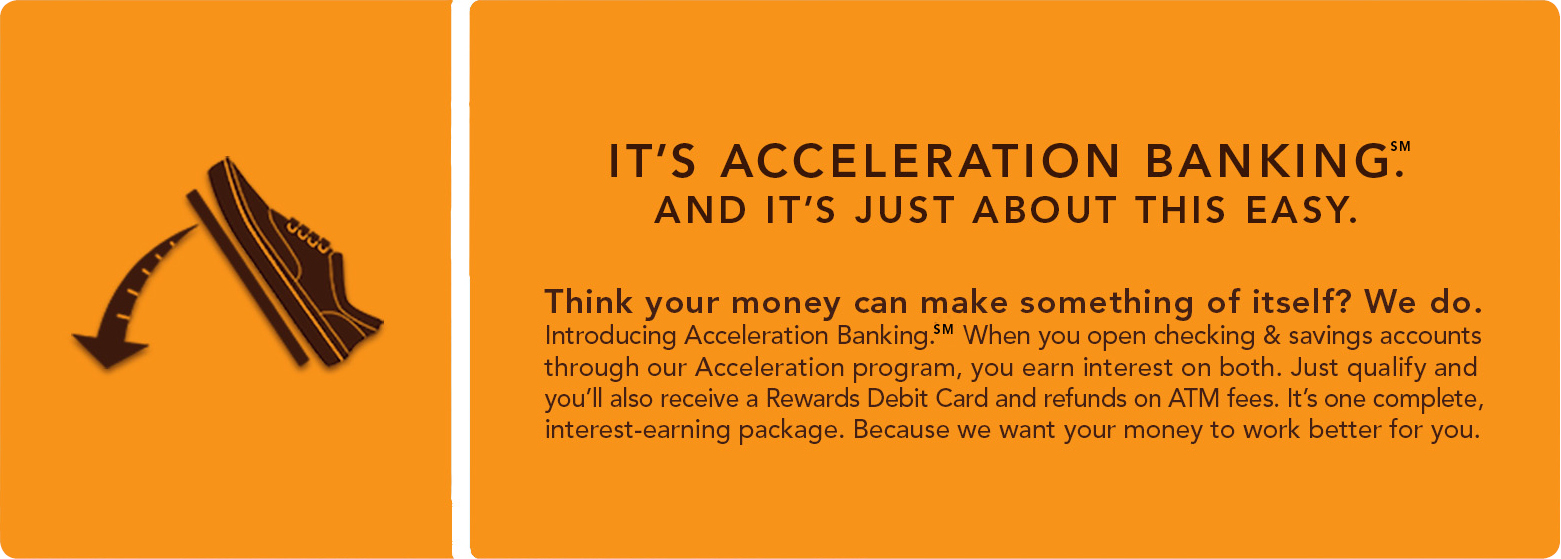 IT’S ACCELERATION BANKING.℠
AND IT’S JUST ABOUT THIS EASY.
Think your money can make something of itself? We do.
Introducing Acceleration Banking.℠ When you open checking & savings accounts
through our Acceleration program, you earn interest on both. Just qualify and
you’ll also receive a Rewards Debit Card and refunds on ATM fees. It’s one complete,
interest-earning package. Because we want your money to work better for you.